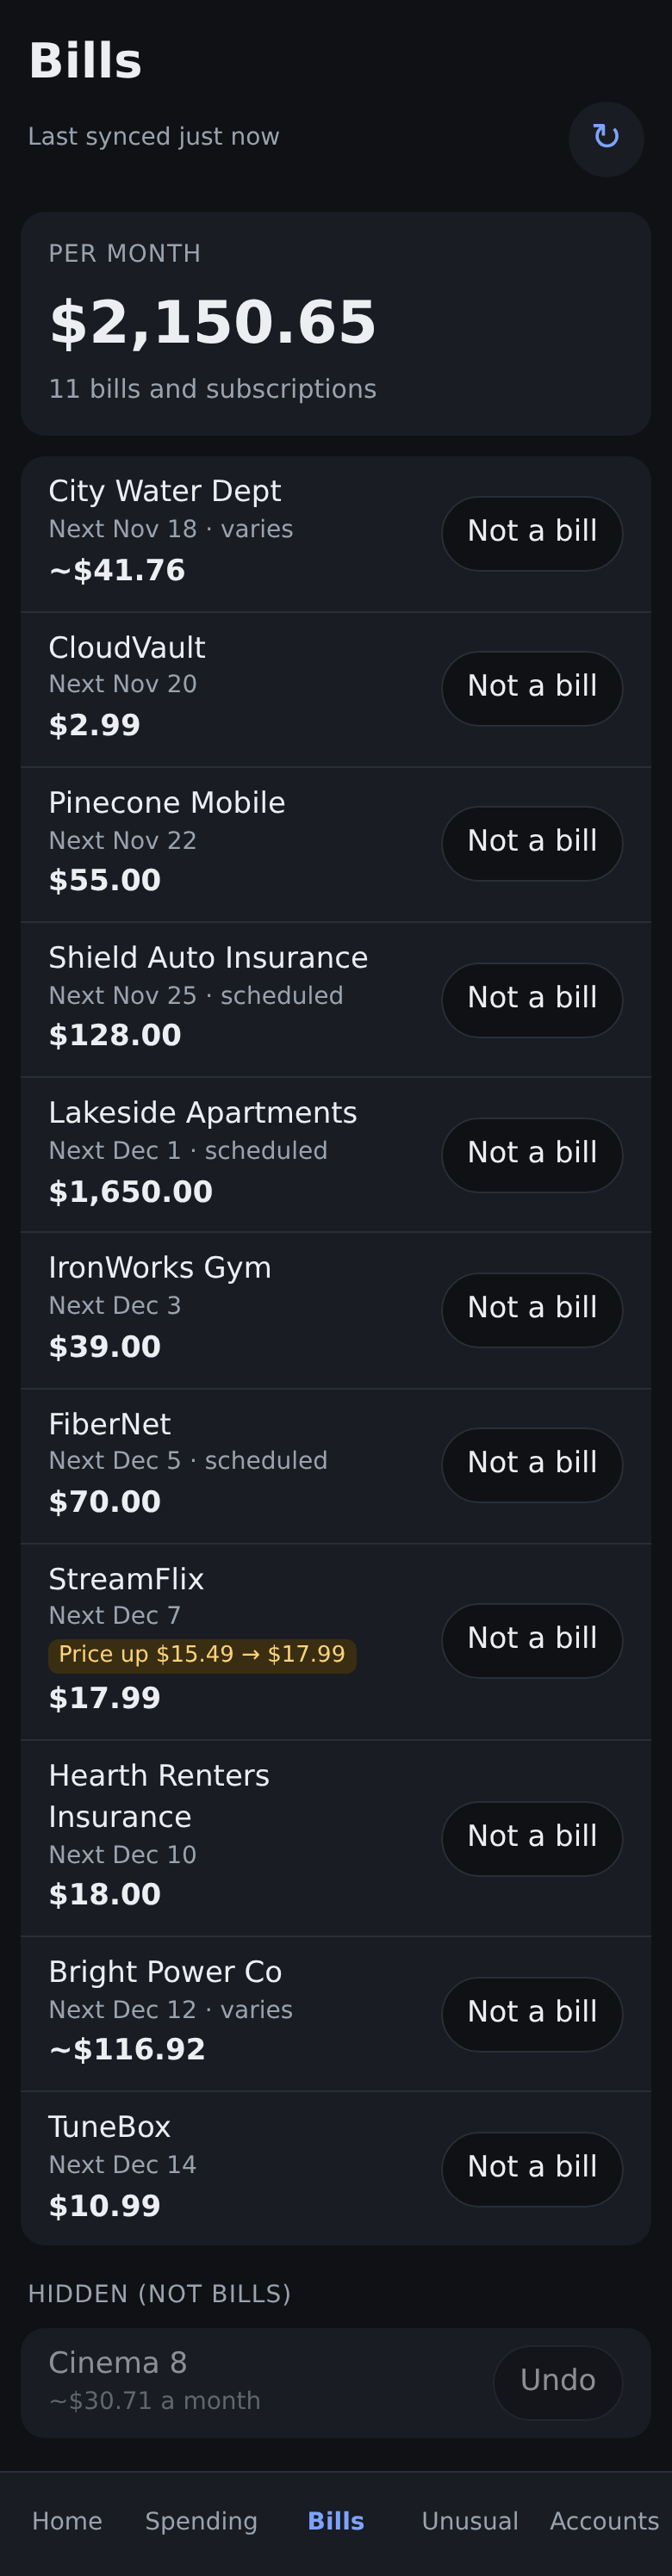 Bills
Last synced just now
↻
PER MONTH
$2,150.65
11 bills and subscriptions
City Water Dept
Next Nov 18 · varies
~$41.76
Not a bill
CloudVault
Next Nov 20
$2.99
Not a bill
Pinecone Mobile
Next Nov 22
$55.00
Not a bill
Shield Auto Insurance
Next Nov 25 · scheduled
$128.00
Not a bill
Lakeside Apartments
Next Dec 1 · scheduled
$1,650.00
Not a bill
IronWorks Gym
Next Dec 3
$39.00
Not a bill
FiberNet
Next Dec 5 · scheduled
$70.00
Not a bill
StreamFlix
Next Dec 7
Price up $15.49 → $17.99
$17.99
Not a bill
Hearth Renters
Insurance
Next Dec 10
$18.00
Not a bill
Bright Power Co
Next Dec 12 · varies
~$116.92
Not a bill
TuneBox
Next Dec 14
$10.99
Not a bill
HIDDEN (NOT BILLS)
Cinema 8
~$30.71 a month
Undo
Home Spending Bills Unusual Accounts